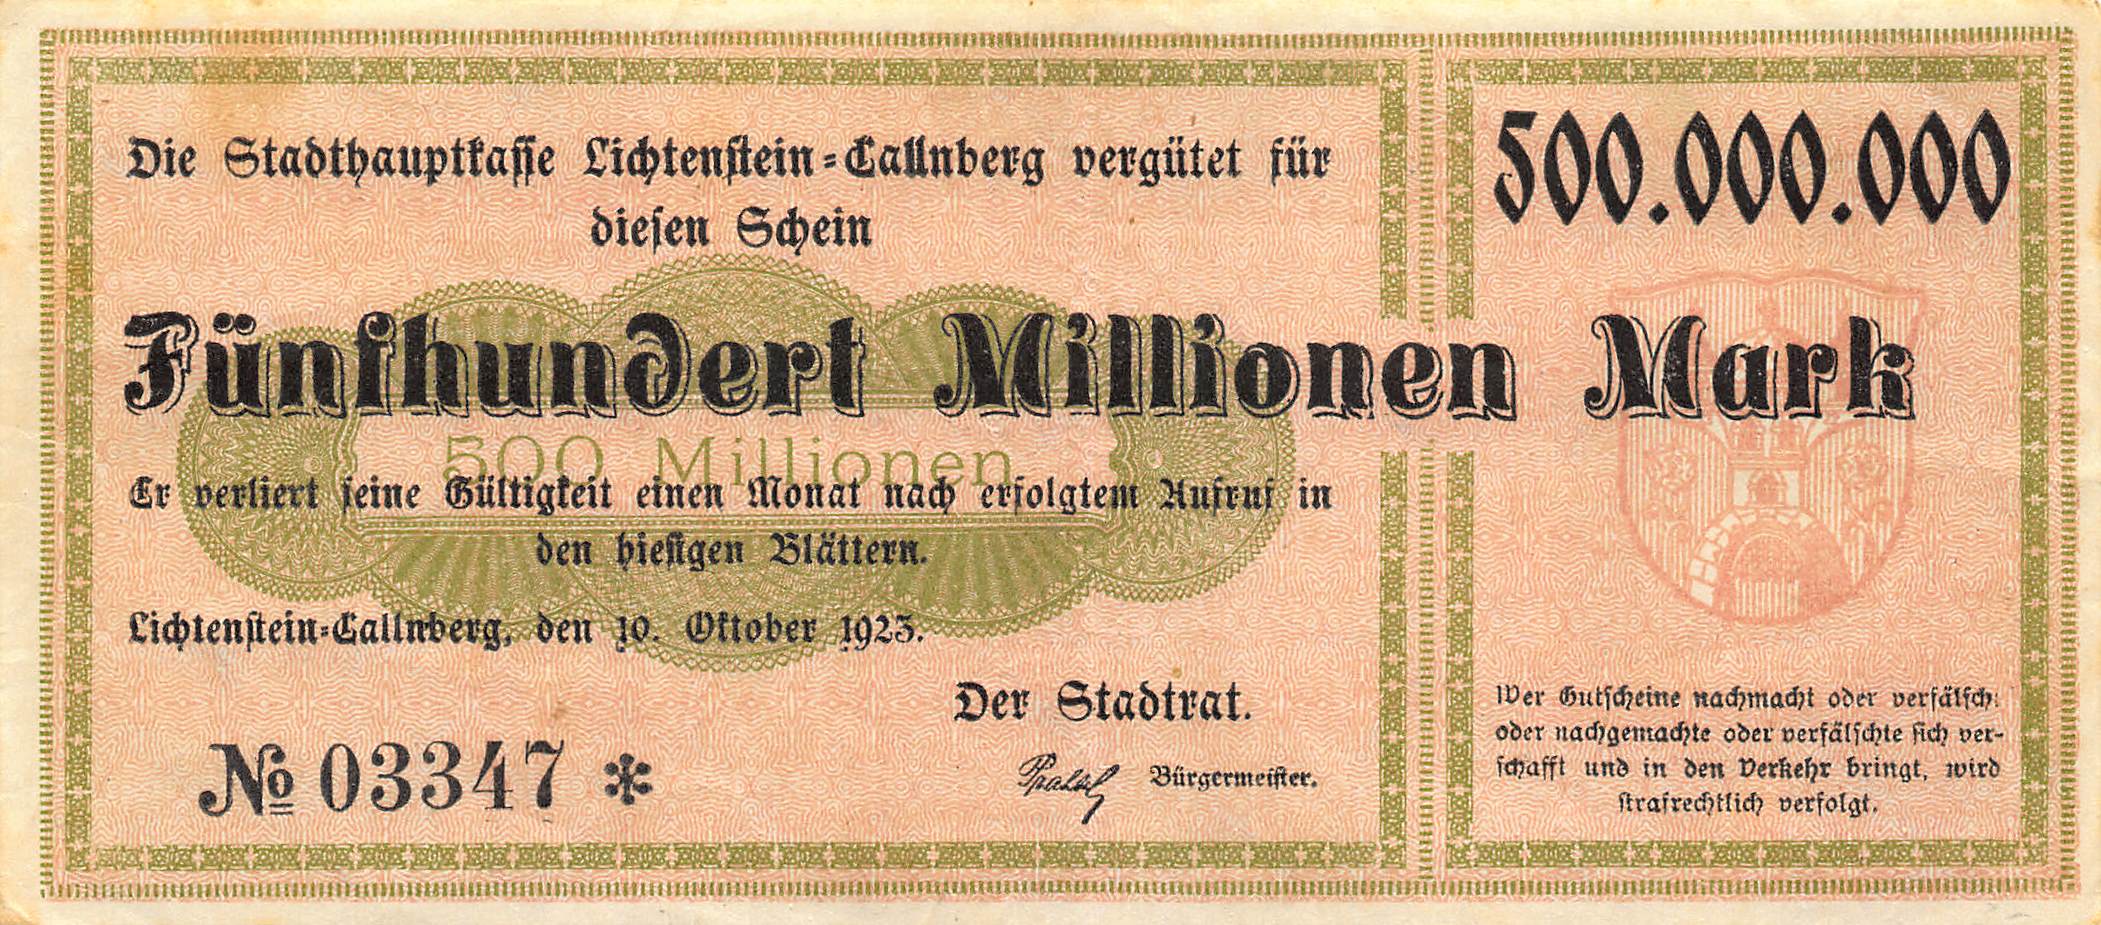 Die Stadthauptkasse Lichtenstein=Callnberg vergütet für
diesen Schein
500.000.000
Fünfhundert Millionen Mark
500 Millionen
Er verliert seine Gültigkeit einen Monat nach erfolgtem Aufruf in
den hiesigen Blättern.
Lichtenstein=Callnberg, den 10. Oktober 1923.
Der Stadtrat.
Bürgermeister.
№ 03347 *
Wer Gutscheine nachmacht oder verfälscht
oder nachgemachte oder verfälschte sich ver-
schafft und in den Verkehr bringt, wird
strafrechtlich verfolgt.